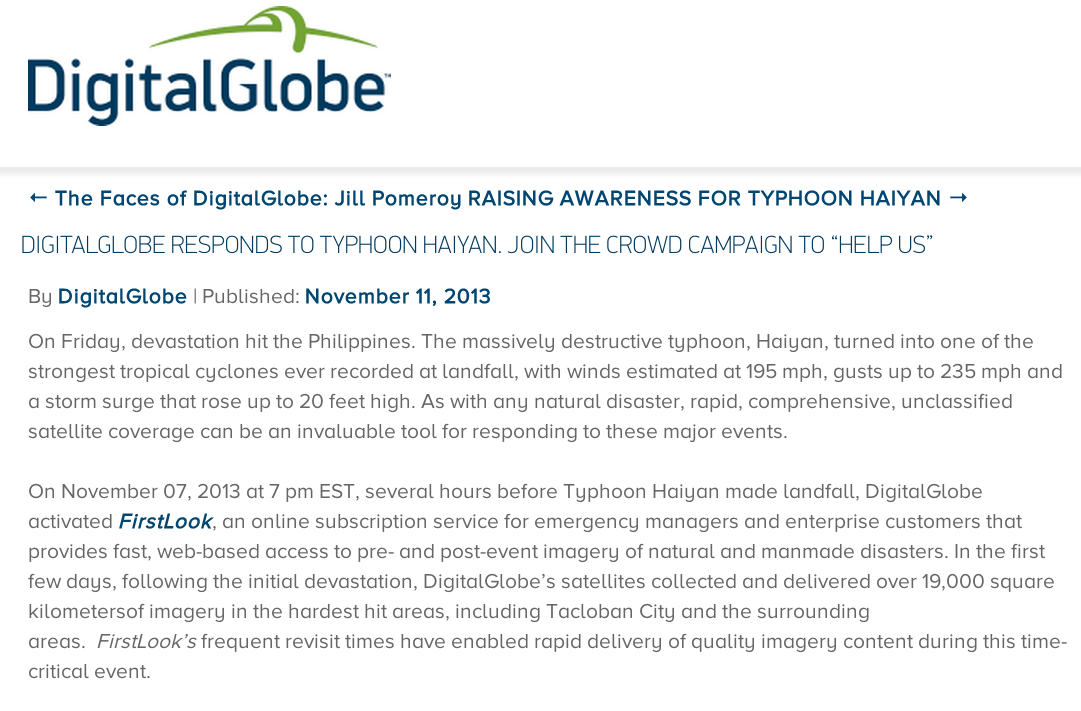 DigitalGlobe™
← The Faces of DigitalGlobe: Jill Pomeroy RAISING AWARENESS FOR TYPHOON HAIYAN →
DIGITALGLOBE RESPONDS TO TYPHOON HAIYAN. JOIN THE CROWD CAMPAIGN TO “HELP US”
By DigitalGlobe | Published: November 11, 2013
On Friday, devastation hit the Philippines. The massively destructive typhoon, Haiyan, turned into one of the
strongest tropical cyclones ever recorded at landfall, with winds estimated at 195 mph, gusts up to 235 mph and
a storm surge that rose up to 20 feet high. As with any natural disaster, rapid, comprehensive, unclassified
satellite coverage can be an invaluable tool for responding to these major events.
On November 07, 2013 at 7 pm EST, several hours before Typhoon Haiyan made landfall, DigitalGlobe
activated FirstLook, an online subscription service for emergency managers and enterprise customers that
provides fast, web-based access to pre- and post-event imagery of natural and manmade disasters. In the first
few days, following the initial devastation, DigitalGlobe’s satellites collected and delivered over 19,000 square
kilometersof imagery in the hardest hit areas, including Tacloban City and the surrounding
areas.  FirstLook’s frequent revisit times have enabled rapid delivery of quality imagery content during this time-
critical event.